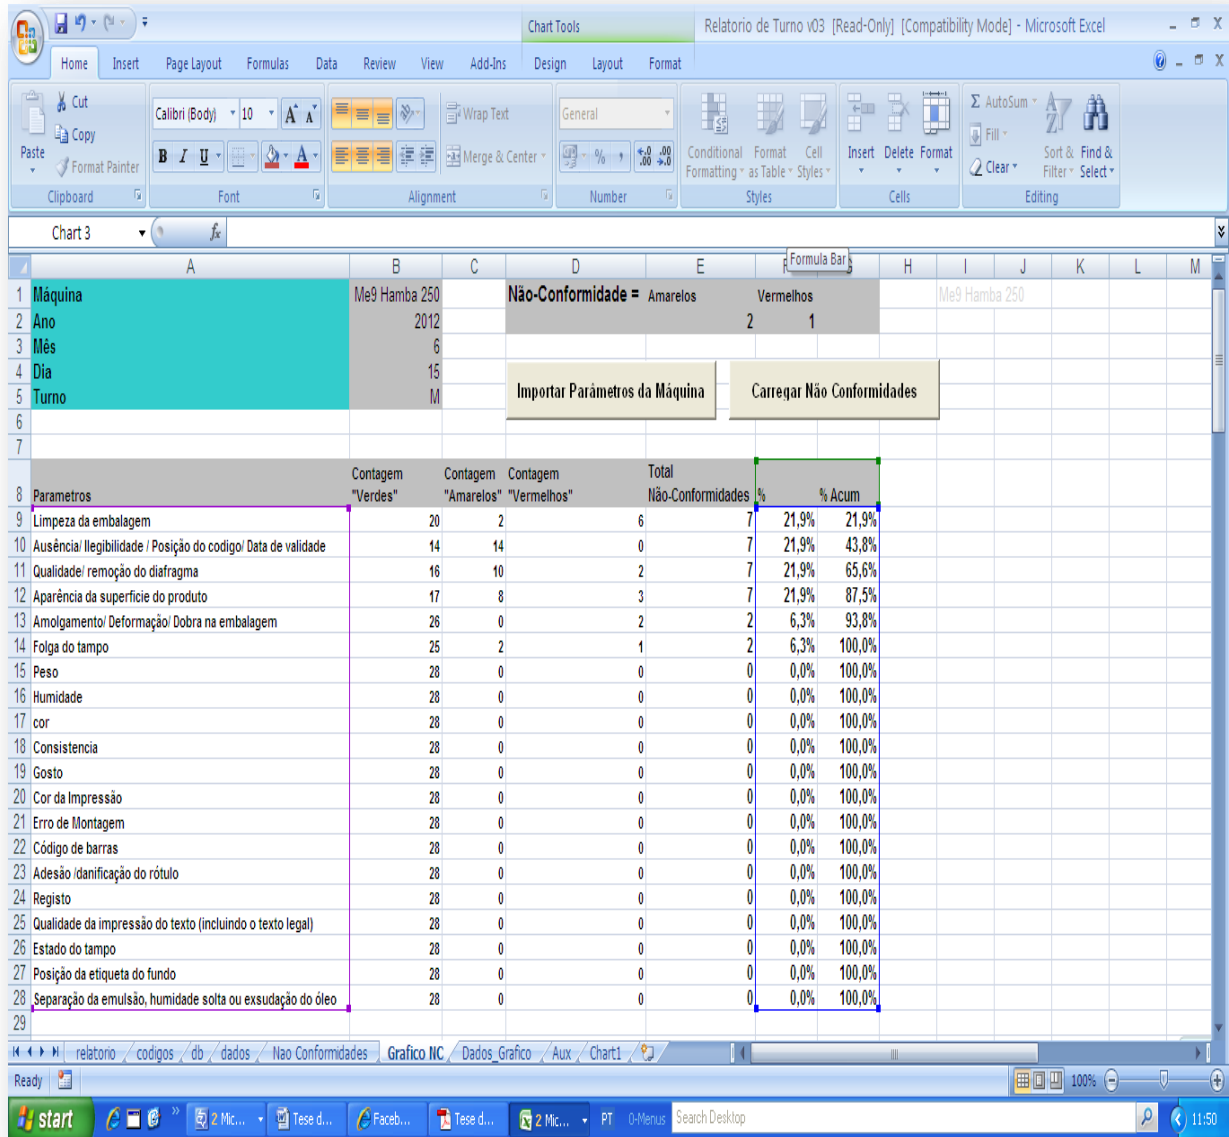 Chart Tools
Relatorio de Turno v03 [Read-Only] [Compatibility Mode] - Microsoft Excel
Home Insert Page Layout Formulas Data Review View Add-Ins Design Layout Format
Cut
Copy
Format Painter
Paste
Clipboard
Calibri (Body) 10
B I U
Font
Wrap Text
Merge & Center
Alignment
General
% ,
Number
Conditional Formatting Format as Table Cell Styles
Styles
Insert Delete Format
Cells
Σ AutoSum
Fill
Clear
Sort & Filter Find & Select
Editing
Chart 3 fx
Formula Bar
A B C D E F G H I J K L M
1 Máquina Me9 Hamba 250 Não-Conformidade = Amarelos Vermelhos Me9 Hamba 250
2 Ano 2012 2 1
3 Mês 6
4 Dia 15
5 Turno M
Importar Parâmetros da Máquina Carregar Não Conformidades
6
7
8 Parametros Contagem "Verdes" Contagem "Amarelos" Contagem "Vermelhos" Total Não-Conformidades % % Acum
9 Limpeza da embalagem 20 2 6 7 21,9% 21,9%
10 Ausência/ Ilegibilidade / Posição do codigo/ Data de validade 14 14 0 7 21,9% 43,8%
11 Qualidade/ remoção do diafragma 16 10 2 7 21,9% 65,6%
12 Aparência da superficie do produto 17 8 3 7 21,9% 87,5%
13 Amolgamento/ Deformação/ Dobra na embalagem 26 0 2 2 6,3% 93,8%
14 Folga do tampo 25 2 1 2 6,3% 100,0%
15 Peso 28 0 0 0 0,0% 100,0%
16 Humidade 28 0 0 0 0,0% 100,0%
17 cor 28 0 0 0 0,0% 100,0%
18 Consistencia 28 0 0 0 0,0% 100,0%
19 Gosto 28 0 0 0 0,0% 100,0%
20 Cor da Impressão 28 0 0 0 0,0% 100,0%
21 Erro de Montagem 28 0 0 0 0,0% 100,0%
22 Código de barras 28 0 0 0 0,0% 100,0%
23 Adesão /danificação do rótulo 28 0 0 0 0,0% 100,0%
24 Registo 28 0 0 0 0,0% 100,0%
25 Qualidade da impressão do texto (incluindo o texto legal) 28 0 0 0 0,0% 100,0%
26 Estado do tampo 28 0 0 0 0,0% 100,0%
27 Posição da etiqueta do fundo 28 0 0 0 0,0% 100,0%
28 Separação da emulsão, humidade solta ou exsudação do óleo 28 0 0 0 0,0% 100,0%
29
relatorio codigos db dados Nao Conformidades Grafico NC Dados_Grafico Aux Chart1
Ready 100%
start 2 Mic... Tese d... Faceb... Tese d... 2 Mic... PT 0-Menus Search Desktop 11:50